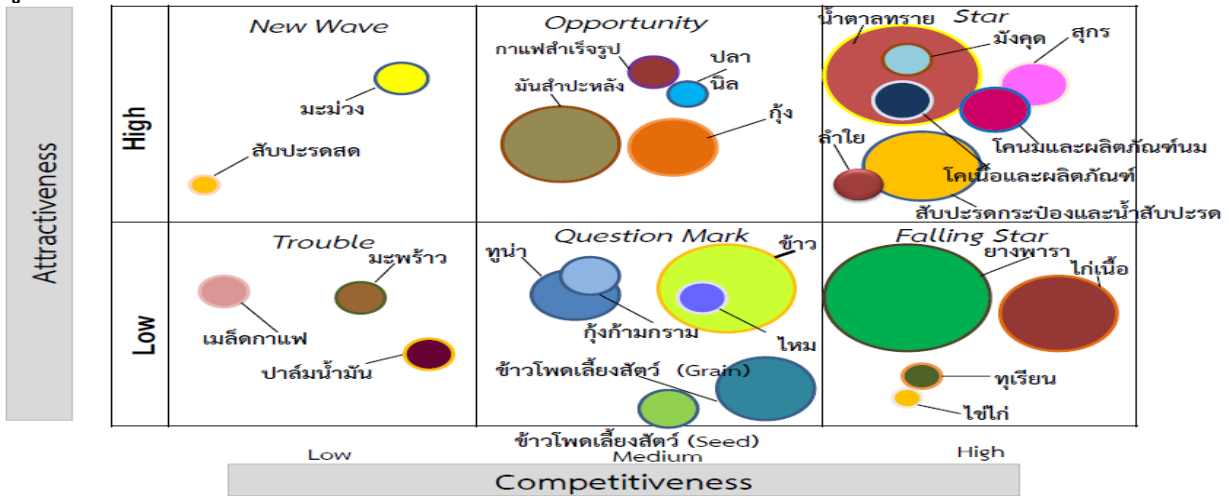 New Wave
Opportunity
Star
น้ำตาลทราย
มังคุด
สุกร
กาแฟสำเร็จรูป
ปลา
นิล
มันสำปะหลัง
มะม่วง
กุ้ง
สับปะรดสด
ลำใย
โคนมและผลิตภัณฑ์นม
โคเนื้อและผลิตภัณฑ์
สับปะรดกระป๋องและน้ำสับปะรด
High
Attractiveness
Trouble
Question Mark
Falling Star
มะพร้าว
ทูน่า
ข้าว
ยางพารา
ไก่เนื้อ
เมล็ดกาแฟ
กุ้งก้ามกราม
ไหม
ปาล์มน้ำมัน
ข้าวโพดเลี้ยงสัตว์ (Grain)
ทุเรียน
ไข่ไก่
ข้าวโพดเลี้ยงสัตว์ (Seed)
Low
Low
Medium
High
Competitiveness